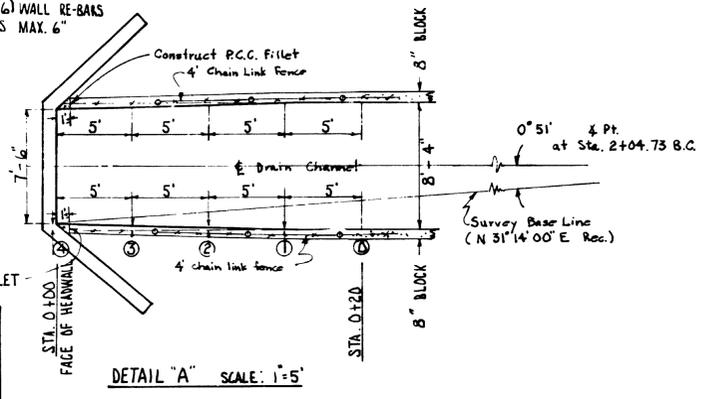 6) WALL RE-BARS
S MAX. 6"
Construct P.C.C. Fillet
4' Chain Link Fence
8" BLOCK
1'
5' 5' 5' 5'
0° 51' ∡ Pt.
at Sta. 2+04.73 B.C.
7'-6"
℄ Drain Channel
8'-4"
5' 5' 5' 5'
1'
Survey Base Line
(N 31° 14' 00" E Rec.)
④ ③ ② ① ⓪
4' chain link fence
LET
8" BLOCK
STA. 0+00
FACE OF HEADWALL
STA. 0+20
DETAIL "A" SCALE: 1"=5'